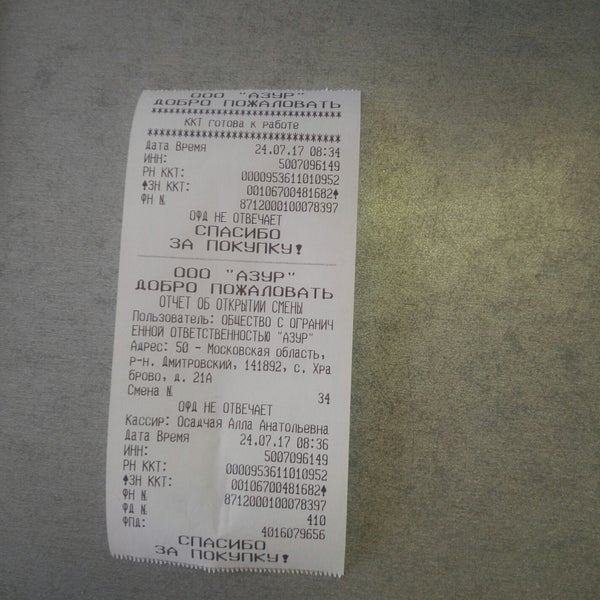 ООО "АЗУР"
ДОБРО ПОЖАЛОВАТЬ
************************
ККТ готова к работе
************************
Дата Время 24.07.17 08:34
ИНН: 5007096149
РН ККТ: 0000953611010952
♠ЗН ККТ: 00106700481682♠
ФН № 8712000100078397
ОФД НЕ ОТВЕЧАЕТ
СПАСИБО
ЗА ПОКУПКУ!
ООО "АЗУР"
ДОБРО ПОЖАЛОВАТЬ
ОТЧЕТ ОБ ОТКРЫТИИ СМЕНЫ
Пользователь: ОБЩЕСТВО С ОГРАНИЧ
ЕННОЙ ОТВЕТСТВЕННОСТЬЮ "АЗУР"
Адрес: 50 - Московская область,
р-н. Дмитровский, 141892, с. Хра
брово, д. 21А
Смена № 34
ОФД НЕ ОТВЕЧАЕТ
Кассир: Осадчая Алла Анатольевна
Дата Время 24.07.17 08:36
ИНН: 5007096149
РН ККТ: 0000953611010952
♠ЗН ККТ: 00106700481682♠
ФН № 8712000100078397
ФД № 410
ФПД: 4016079656
СПАСИБО
ЗА ПОКУПКУ!